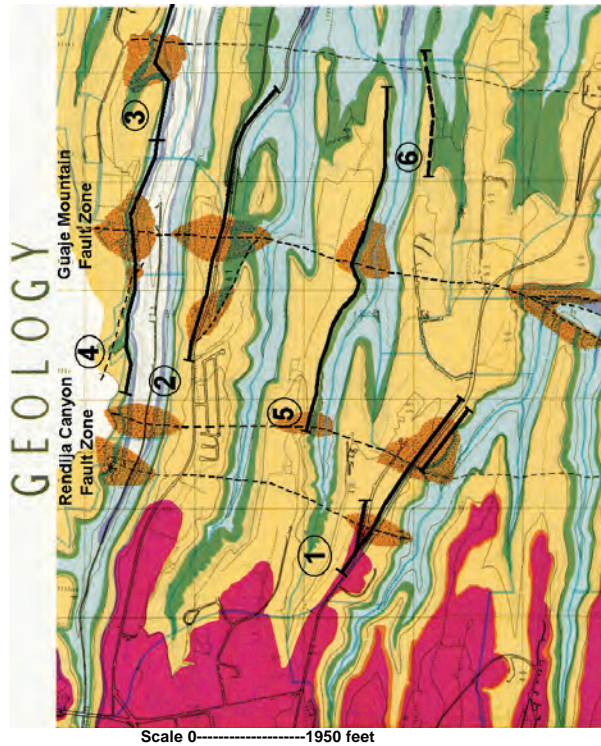 GEOLOGY
Guaje Mountain
Fault Zone
Rendija Canyon
Fault Zone
3
4
2
6
5
1
Scale 0--------------------1950 feet